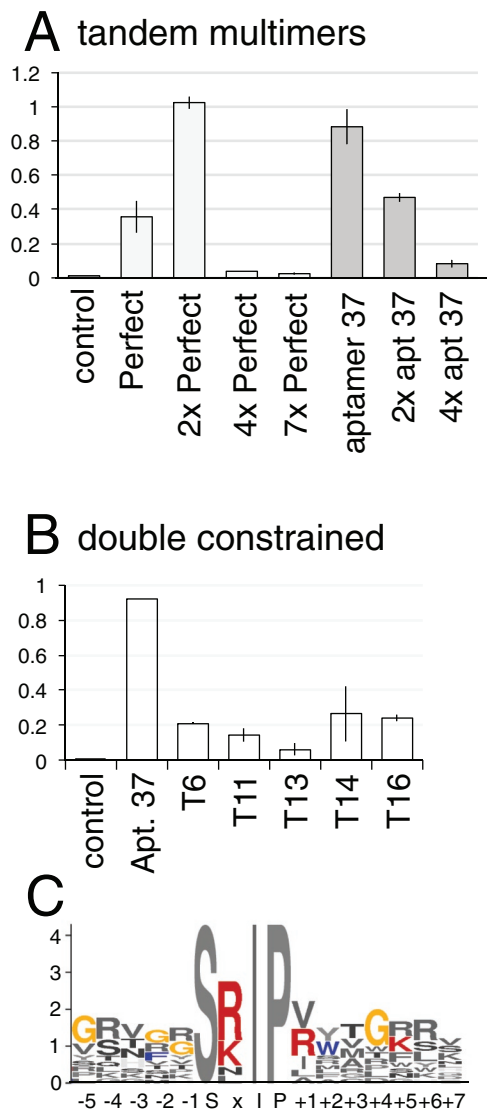 A tandem multimers
1.2
1
0.8
0.6
0.4
0.2
0
control
Perfect
2x Perfect
4x Perfect
7x Perfect
aptamer 37
2x apt 37
4x apt 37
B double constrained
1
0.8
0.6
0.4
0.2
0
control
Apt. 37
T6
T11
T13
T14
T16
C
4
3
2
1
0
-5 -4 -3 -2 -1 S x I P +1+2+3+4+5+6+7